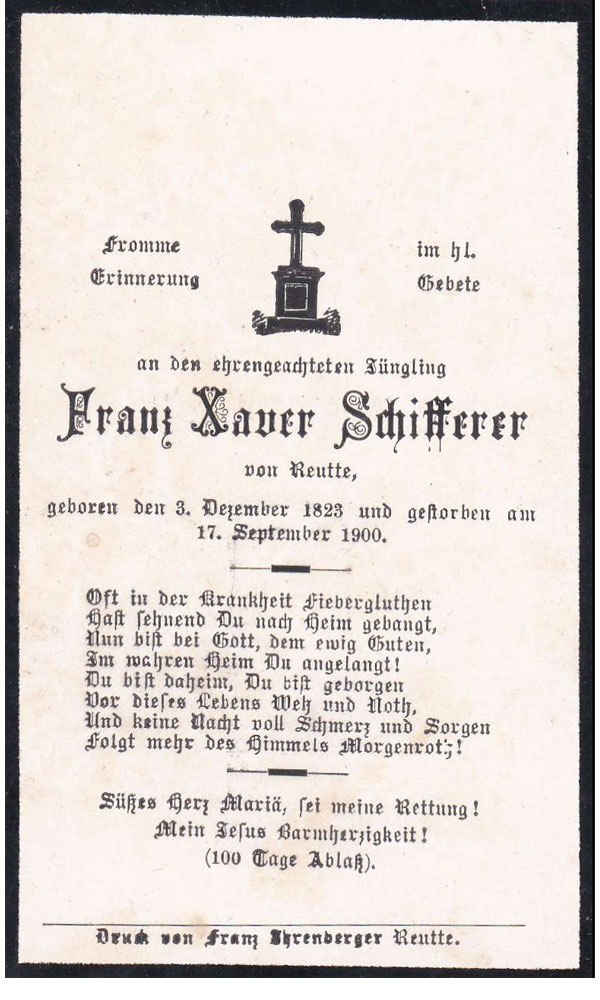 Fromme
Erinnerung
im hl.
Gebete
an den ehrengeachteten Jüngling
Franz Xaver Schifferer
von Reutte,
geboren den 3. Dezember 1823 und gestorben am
17. September 1900.
Oft in der Krankheit Fiebergluthen
Hast sehnend Du nach Heim gebangt,
Nun bist bei Gott, dem ewig Guten,
Im wahren Heim Du angelangt!
Du bist daheim, Du bist geborgen
Vor dieses Lebens Weh und Noth,
Und keine Nacht voll Schmerz und Sorgen
Folgt mehr des Himmels Morgenroth!
Süßes Herz Mariä, sei meine Rettung!
Mein Jesus Barmherzigkeit!
(100 Tage Ablaß).
Druck von Franz Ihrenberger Reutte.